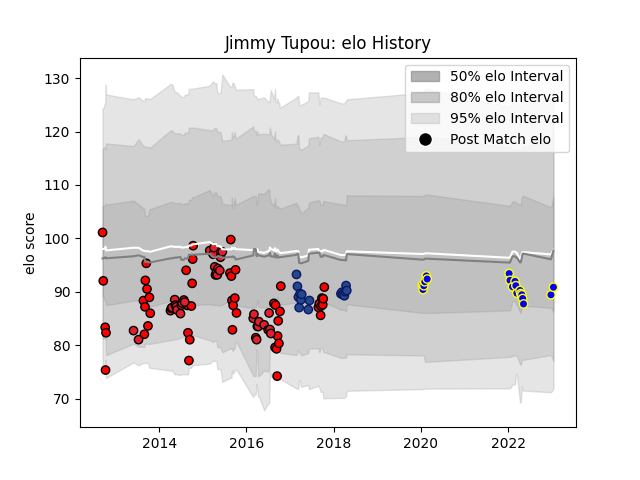 Jimmy Tupou: elo History
50% elo Interval
80% elo Interval
95% elo Interval
Post Match elo
elo score
130
120
110
100
90
80
70
2014
2016
2018
2020
2022